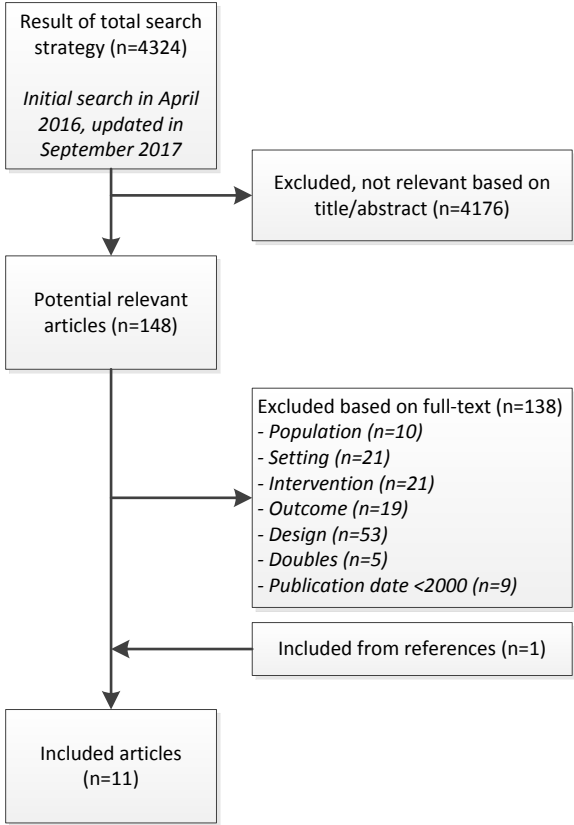 Result of total search
strategy (n=4324)
Initial search in April
2016, updated in
September 2017
Excluded, not relevant based on
title/abstract (n=4176)
Potential relevant
articles (n=148)
Excluded based on full-text (n=138)
- Population (n=10)
- Setting (n=21)
- Intervention (n=21)
- Outcome (n=19)
- Design (n=53)
- Doubles (n=5)
- Publication date <2000 (n=9)
Included from references (n=1)
Included articles
(n=11)